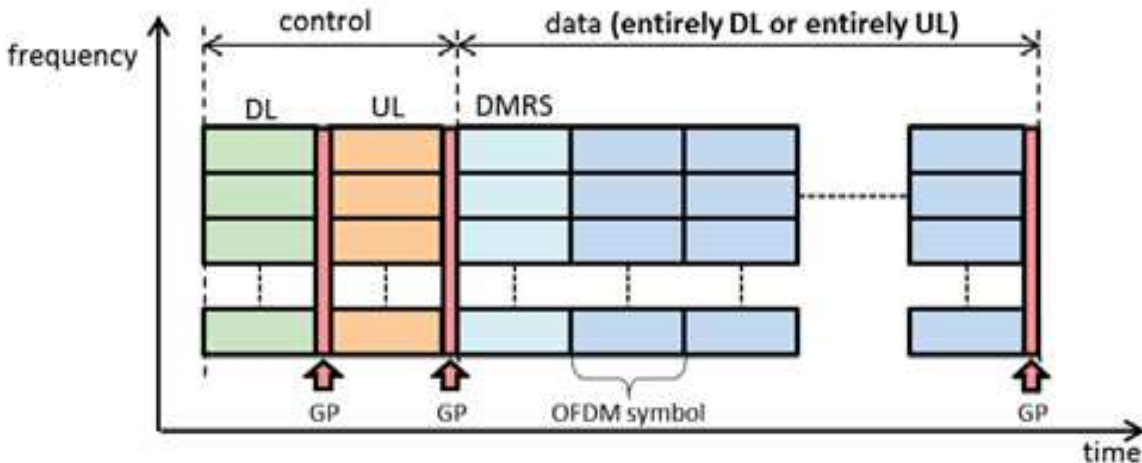 control
data (entirely DL or entirely UL)
frequency
DL
UL
DMRS
GP
GP
OFDM symbol
GP
time